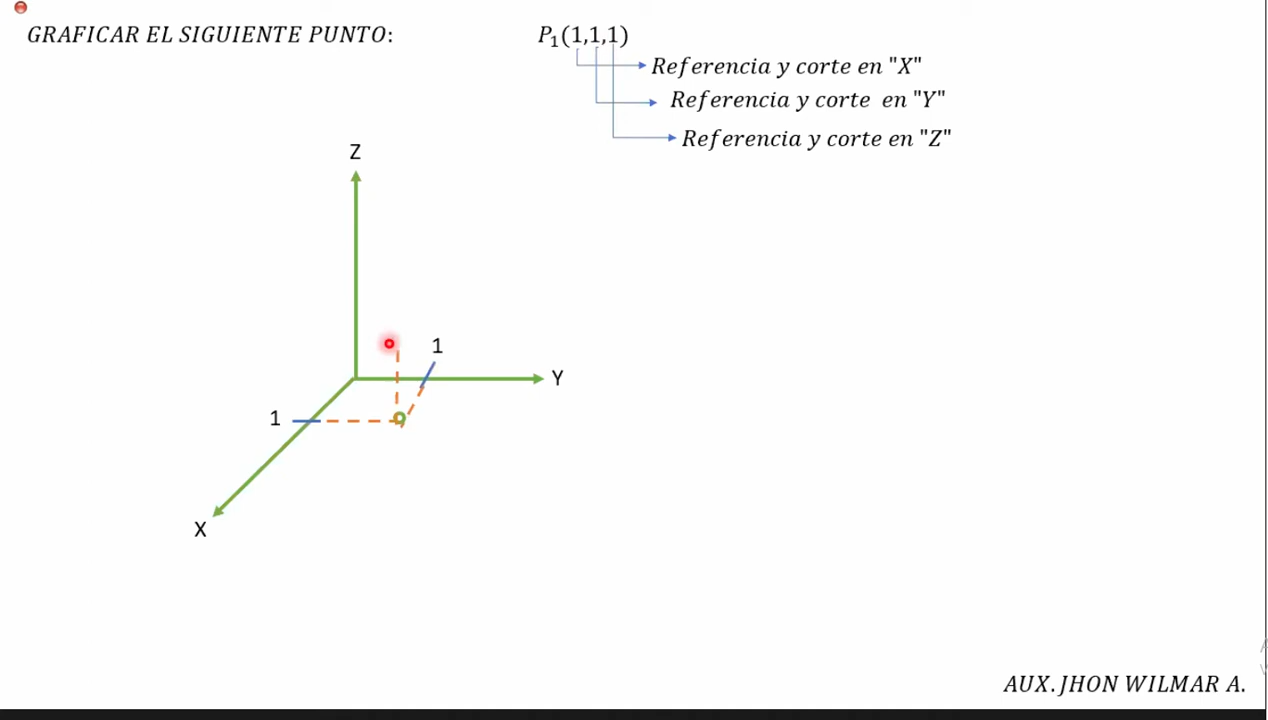 GRAFICAR EL SIGUIENTE PUNTO:
P₁(1,1,1)
Referencia y corte en "X"
Referencia y corte en "Y"
Referencia y corte en "Z"
Z
1
Y
1
X
AUX. JHON WILMAR A.